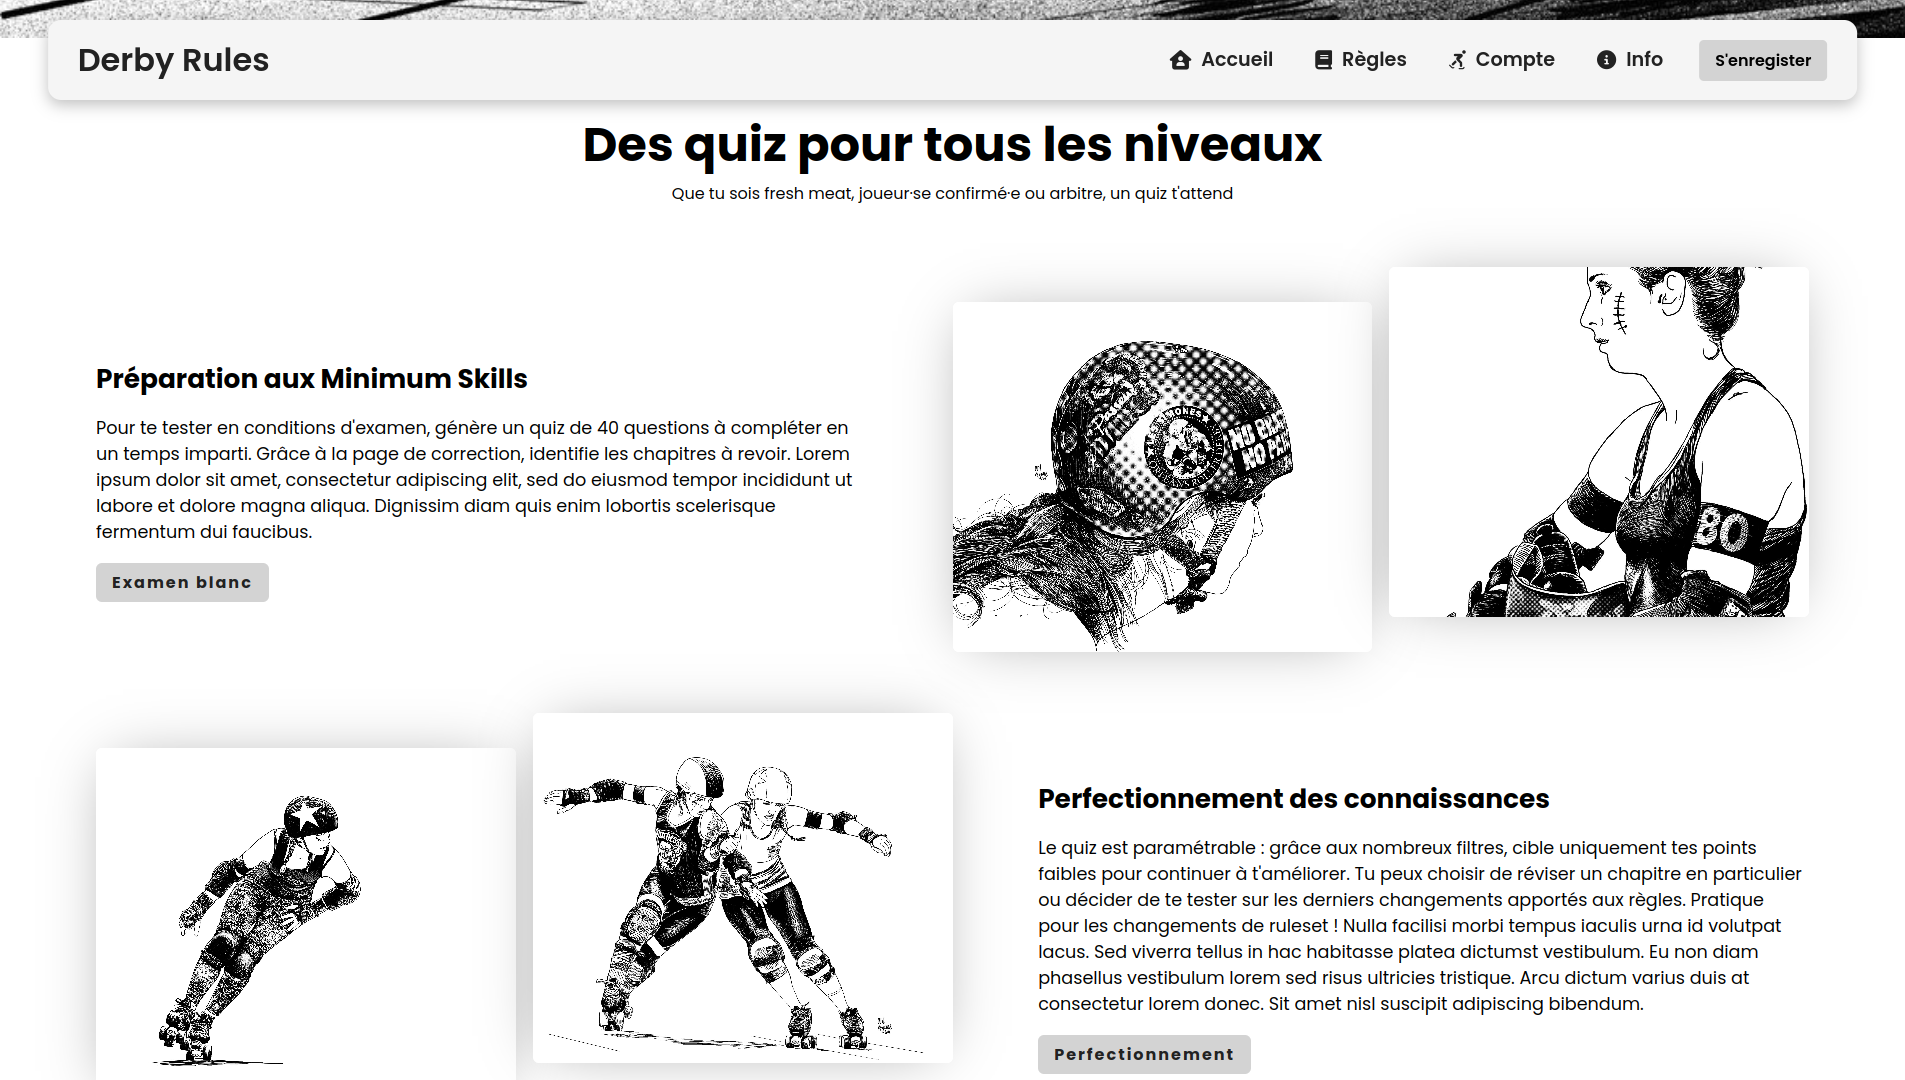 Derby Rules
Accueil
Règles
Compte
Info
S'enregister
Des quiz pour tous les niveaux
Que tu sois fresh meat, joueur·se confirmé·e ou arbitre, un quiz t'attend
Préparation aux Minimum Skills
Pour te tester en conditions d'examen, génère un quiz de 40 questions à compléter en
un temps imparti. Grâce à la page de correction, identifie les chapitres à revoir. Lorem
ipsum dolor sit amet, consectetur adipiscing elit, sed do eiusmod tempor incididunt ut
labore et dolore magna aliqua. Dignissim diam quis enim lobortis scelerisque
fermentum dui faucibus.
Examen blanc
NO
NO
80
Perfectionnement des connaissances
Le quiz est paramétrable : grâce aux nombreux filtres, cible uniquement tes points
faibles pour continuer à t'améliorer. Tu peux choisir de réviser un chapitre en particulier
ou décider de te tester sur les derniers changements apportés aux règles. Pratique
pour les changements de ruleset ! Nulla facilisi morbi tempus iaculis urna id volutpat
lacus. Sed viverra tellus in hac habitasse platea dictumst vestibulum. Eu non diam
phasellus vestibulum lorem sed risus ultricies tristique. Arcu dictum varius duis at
consectetur lorem donec. Sit amet nisl suscipit adipiscing bibendum.
Perfectionnement